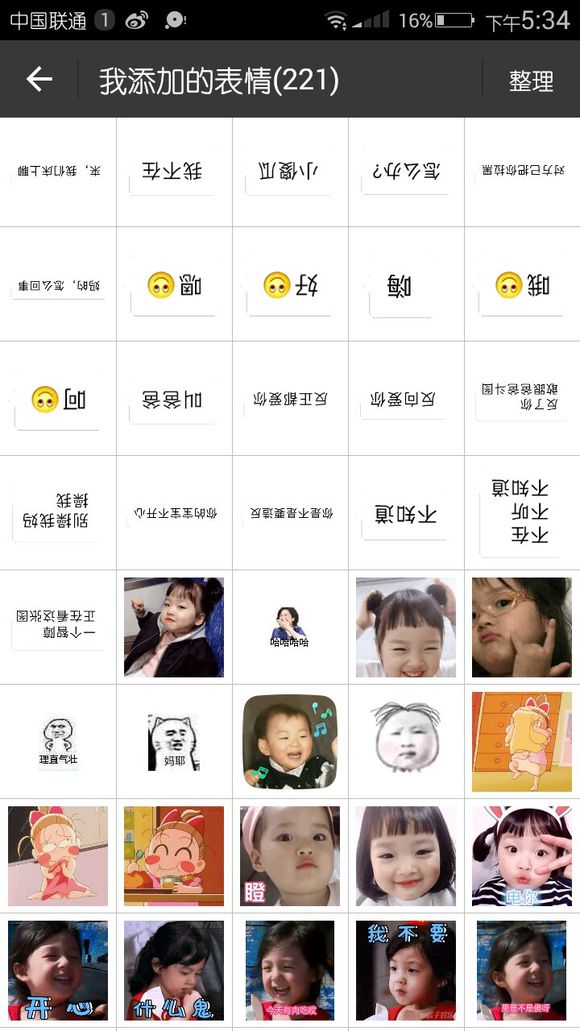 中国联通 1 16% 下午5:34
我添加的表情(221)
整理
来，我们床上聊
我不在
小傻瓜
怎么办?
对方已把你拉黑
妈的，怎么回事
嗯
好
嗨
哦
呵
叫爸爸
反正都爱你
反向爱你
反了你
敢跟爸爸斗图
别操我妈
操我
你的宝宝不开心
你是不是要造反
不知道
不在
不听
不知道
一个智障
正在看这张图
哈哈哈哈
理直气壮
妈耶
瞪
电你
开心
什么鬼
今天有肉吃哎
我不要
里是不是傻呀